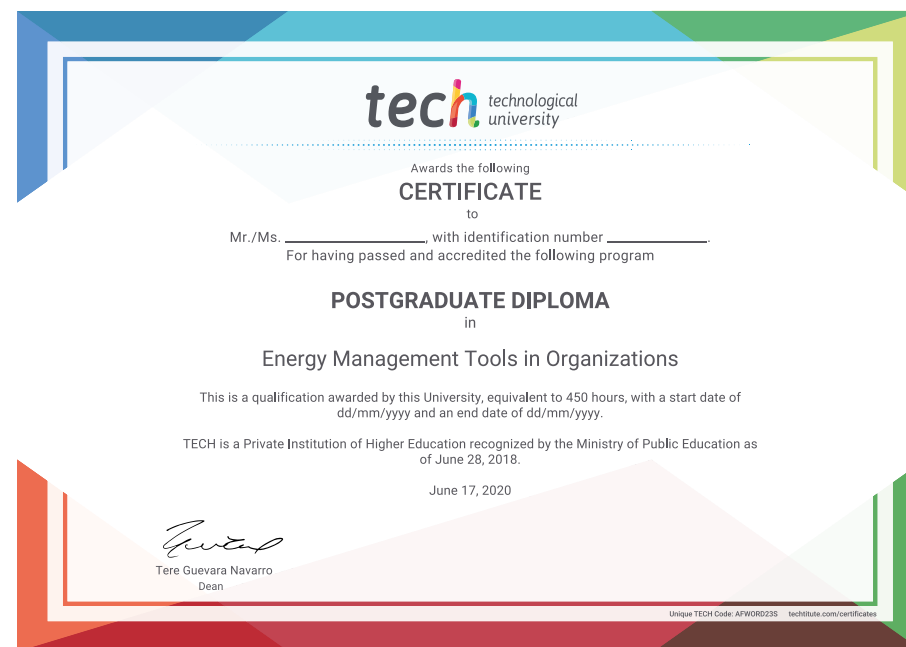 tech technological
university
Awards the following
CERTIFICATE
to
Mr./Ms. ____________________, with identification number ______________.
For having passed and accredited the following program
POSTGRADUATE DIPLOMA
in
Energy Management Tools in Organizations
This is a qualification awarded by this University, equivalent to 450 hours, with a start date of
dd/mm/yyyy and an end date of dd/mm/yyyy.
TECH is a Private Institution of Higher Education recognized by the Ministry of Public Education as
of June 28, 2018.
June 17, 2020
Tere Guevara Navarro
Dean
Unique TECH Code: AFWORD23S techtitute.com/certificates